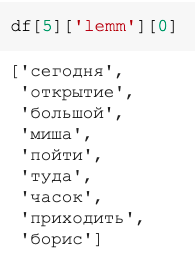 df[5]['lemm'][0]
['сегодня',
'открытие',
'большой',
'миша',
'пойти',
'туда',
'часок',
'приходить',
'борис']